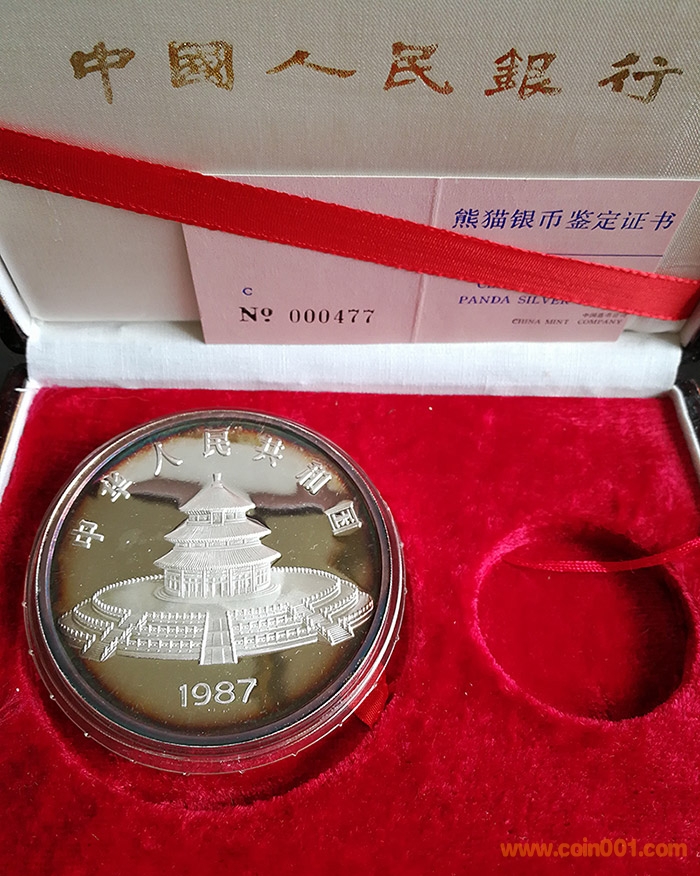 中國人民銀行
熊猫银币鉴定证书
C
PANDA SILVER
Nº 000477
CHINA MINT COMPANY
中华人民共和国
1987
www.coin001.com